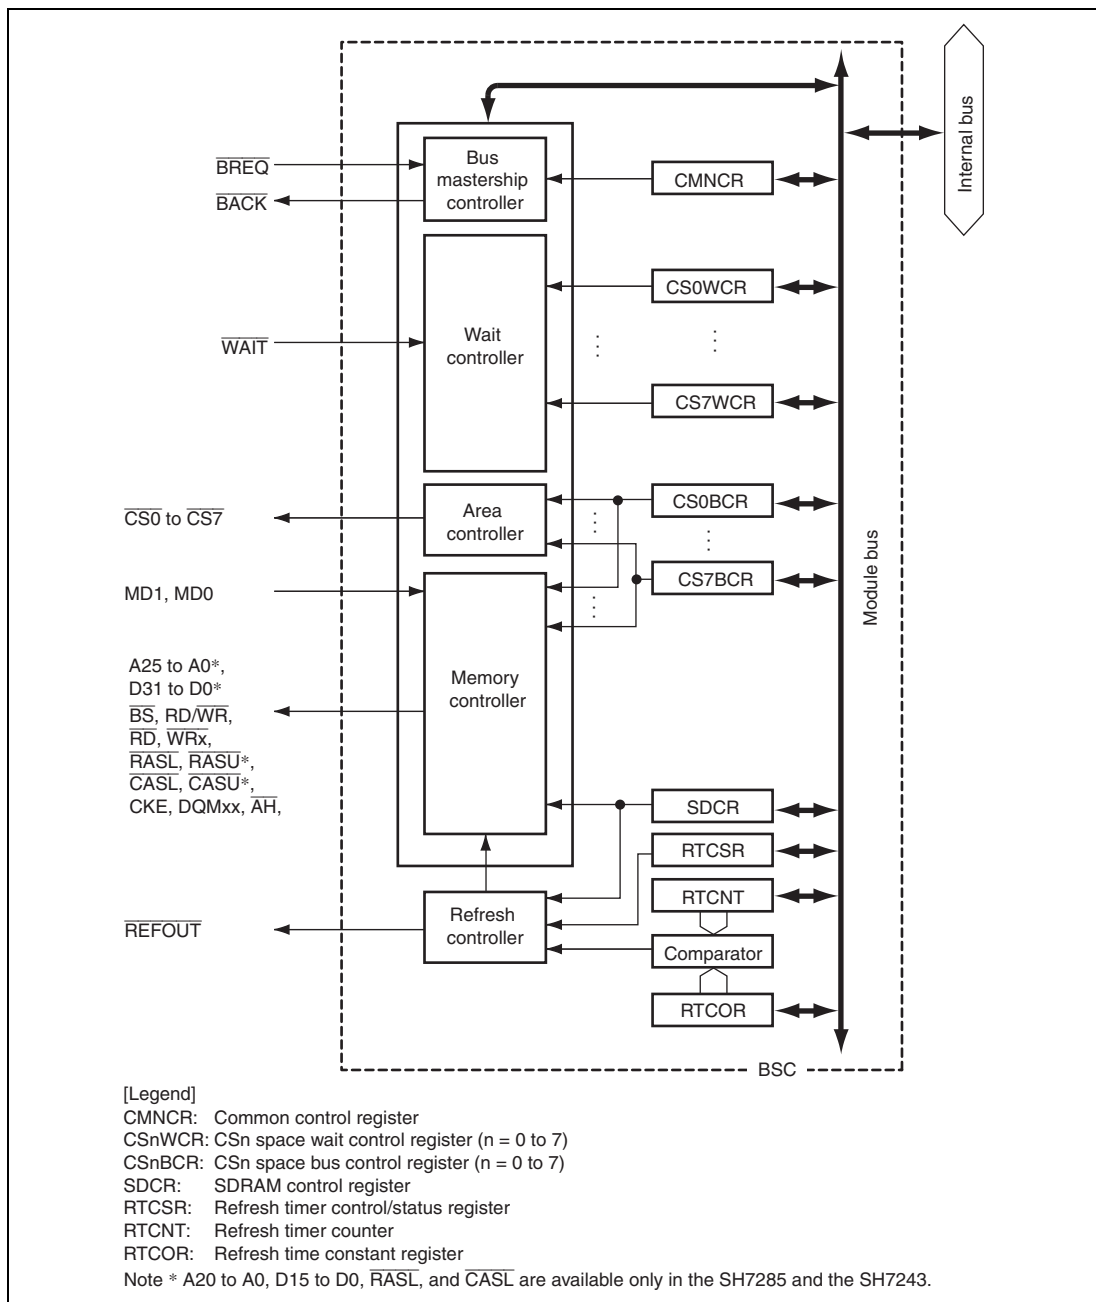 BREQ
BACK
Bus
mastership
controller
CMNCR
Internal bus
CS0WCR
WAIT
Wait
controller
CS7WCR
CS0 to CS7
Area
controller
CS0BCR
CS7BCR
Module bus
MD1, MD0
A25 to A0*,
D31 to D0*
BS, RD/WR,
RD, WRx,
RASL, RASU*,
CASL, CASU*,
CKE, DQMxx, AH,
Memory
controller
SDCR
RTCSR
RTCNT
REFOUT
Refresh
controller
Comparator
RTCOR
BSC
[Legend]
CMNCR: Common control register
CSnWCR: CSn space wait control register (n = 0 to 7)
CSnBCR: CSn space bus control register (n = 0 to 7)
SDCR: SDRAM control register
RTCSR: Refresh timer control/status register
RTCNT: Refresh timer counter
RTCOR: Refresh time constant register
Note * A20 to A0, D15 to D0, RASL, and CASL are available only in the SH7285 and the SH7243.